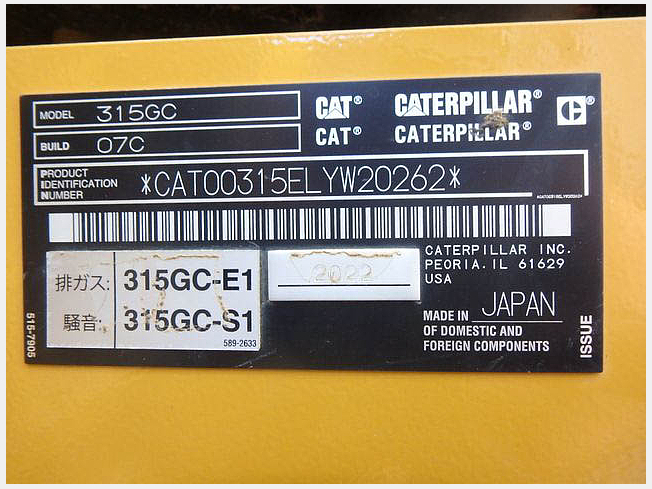 MODEL 315GC
CAT® CATERPILLAR® C®
BUILD 07C
CAT® CATERPILLAR®
PRODUCT
IDENTIFICATION
NUMBER
*CAT00315ELYW20262*
排ガス: 315GC-E1
騒音: 315GC-S1
589-2633
2022
CATERPILLAR INC.
PEORIA. IL 61629
USA
MADE IN JAPAN
OF DOMESTIC AND
FOREIGN COMPONENTS
515-7905
ISSUE